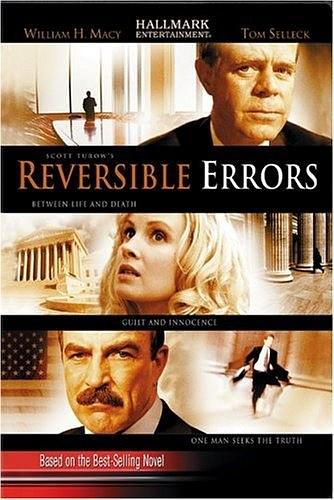 HALLMARK
ENTERTAINMENT®
WILLIAM H. MACY
TOM SELLECK
SCOTT TUROW'S
REVERSIBLE ERRORS
BETWEEN LIFE AND DEATH
GUILT AND INNOCENCE
ONE MAN SEEKS THE TRUTH
Based on the Best-Selling Novel